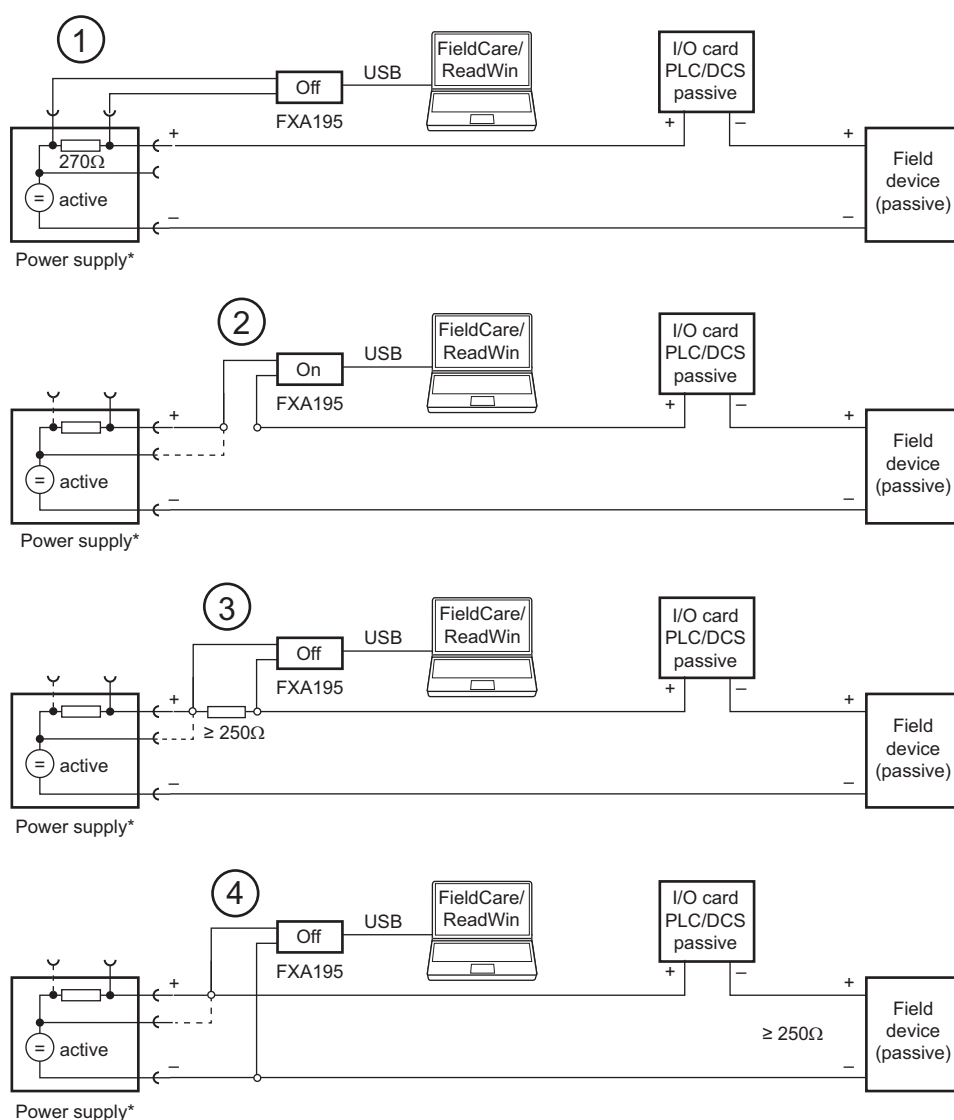 1
FieldCare/
ReadWin
USB
Off
FXA195
I/O card
PLC/DCS
passive
+
–
+
+
–
–
270Ω
= active
Field
device
(passive)
Power supply*
2
FieldCare/
ReadWin
USB
On
FXA195
I/O card
PLC/DCS
passive
+
–
+
+
–
–
= active
Field
device
(passive)
Power supply*
3
FieldCare/
ReadWin
USB
Off
FXA195
I/O card
PLC/DCS
passive
+
–
+
+
–
–
≥ 250Ω
= active
Field
device
(passive)
Power supply*
4
FieldCare/
ReadWin
USB
Off
FXA195
I/O card
PLC/DCS
passive
+
–
+
+
–
–
≥ 250Ω
= active
Field
device
(passive)
Power supply*